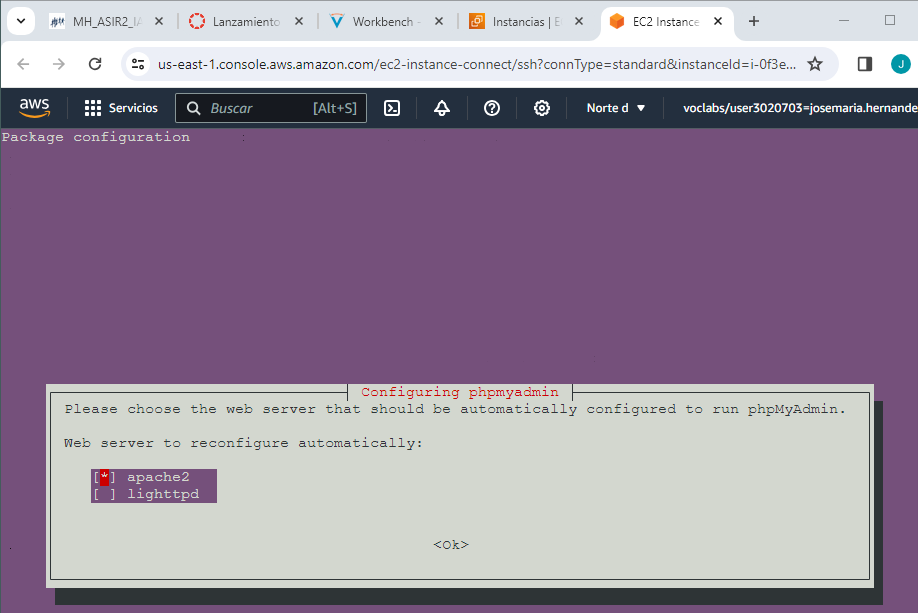 MH_ASIR2_IA
Lanzamiento
Workbench -
Instancias | E
EC2 Instance
us-east-1.console.aws.amazon.com/ec2-instance-connect/ssh?connType=standard&instanceId=i-0f3e...
J
aws
Servicios
Buscar
[Alt+S]
Norte d
voclabs/user3020703=josemaria.hernande
Package configuration
Configuring phpmyadmin
Please choose the web server that should be automatically configured to run phpMyAdmin.
Web server to reconfigure automatically:
[*] apache2
[ ] lighttpd
<Ok>